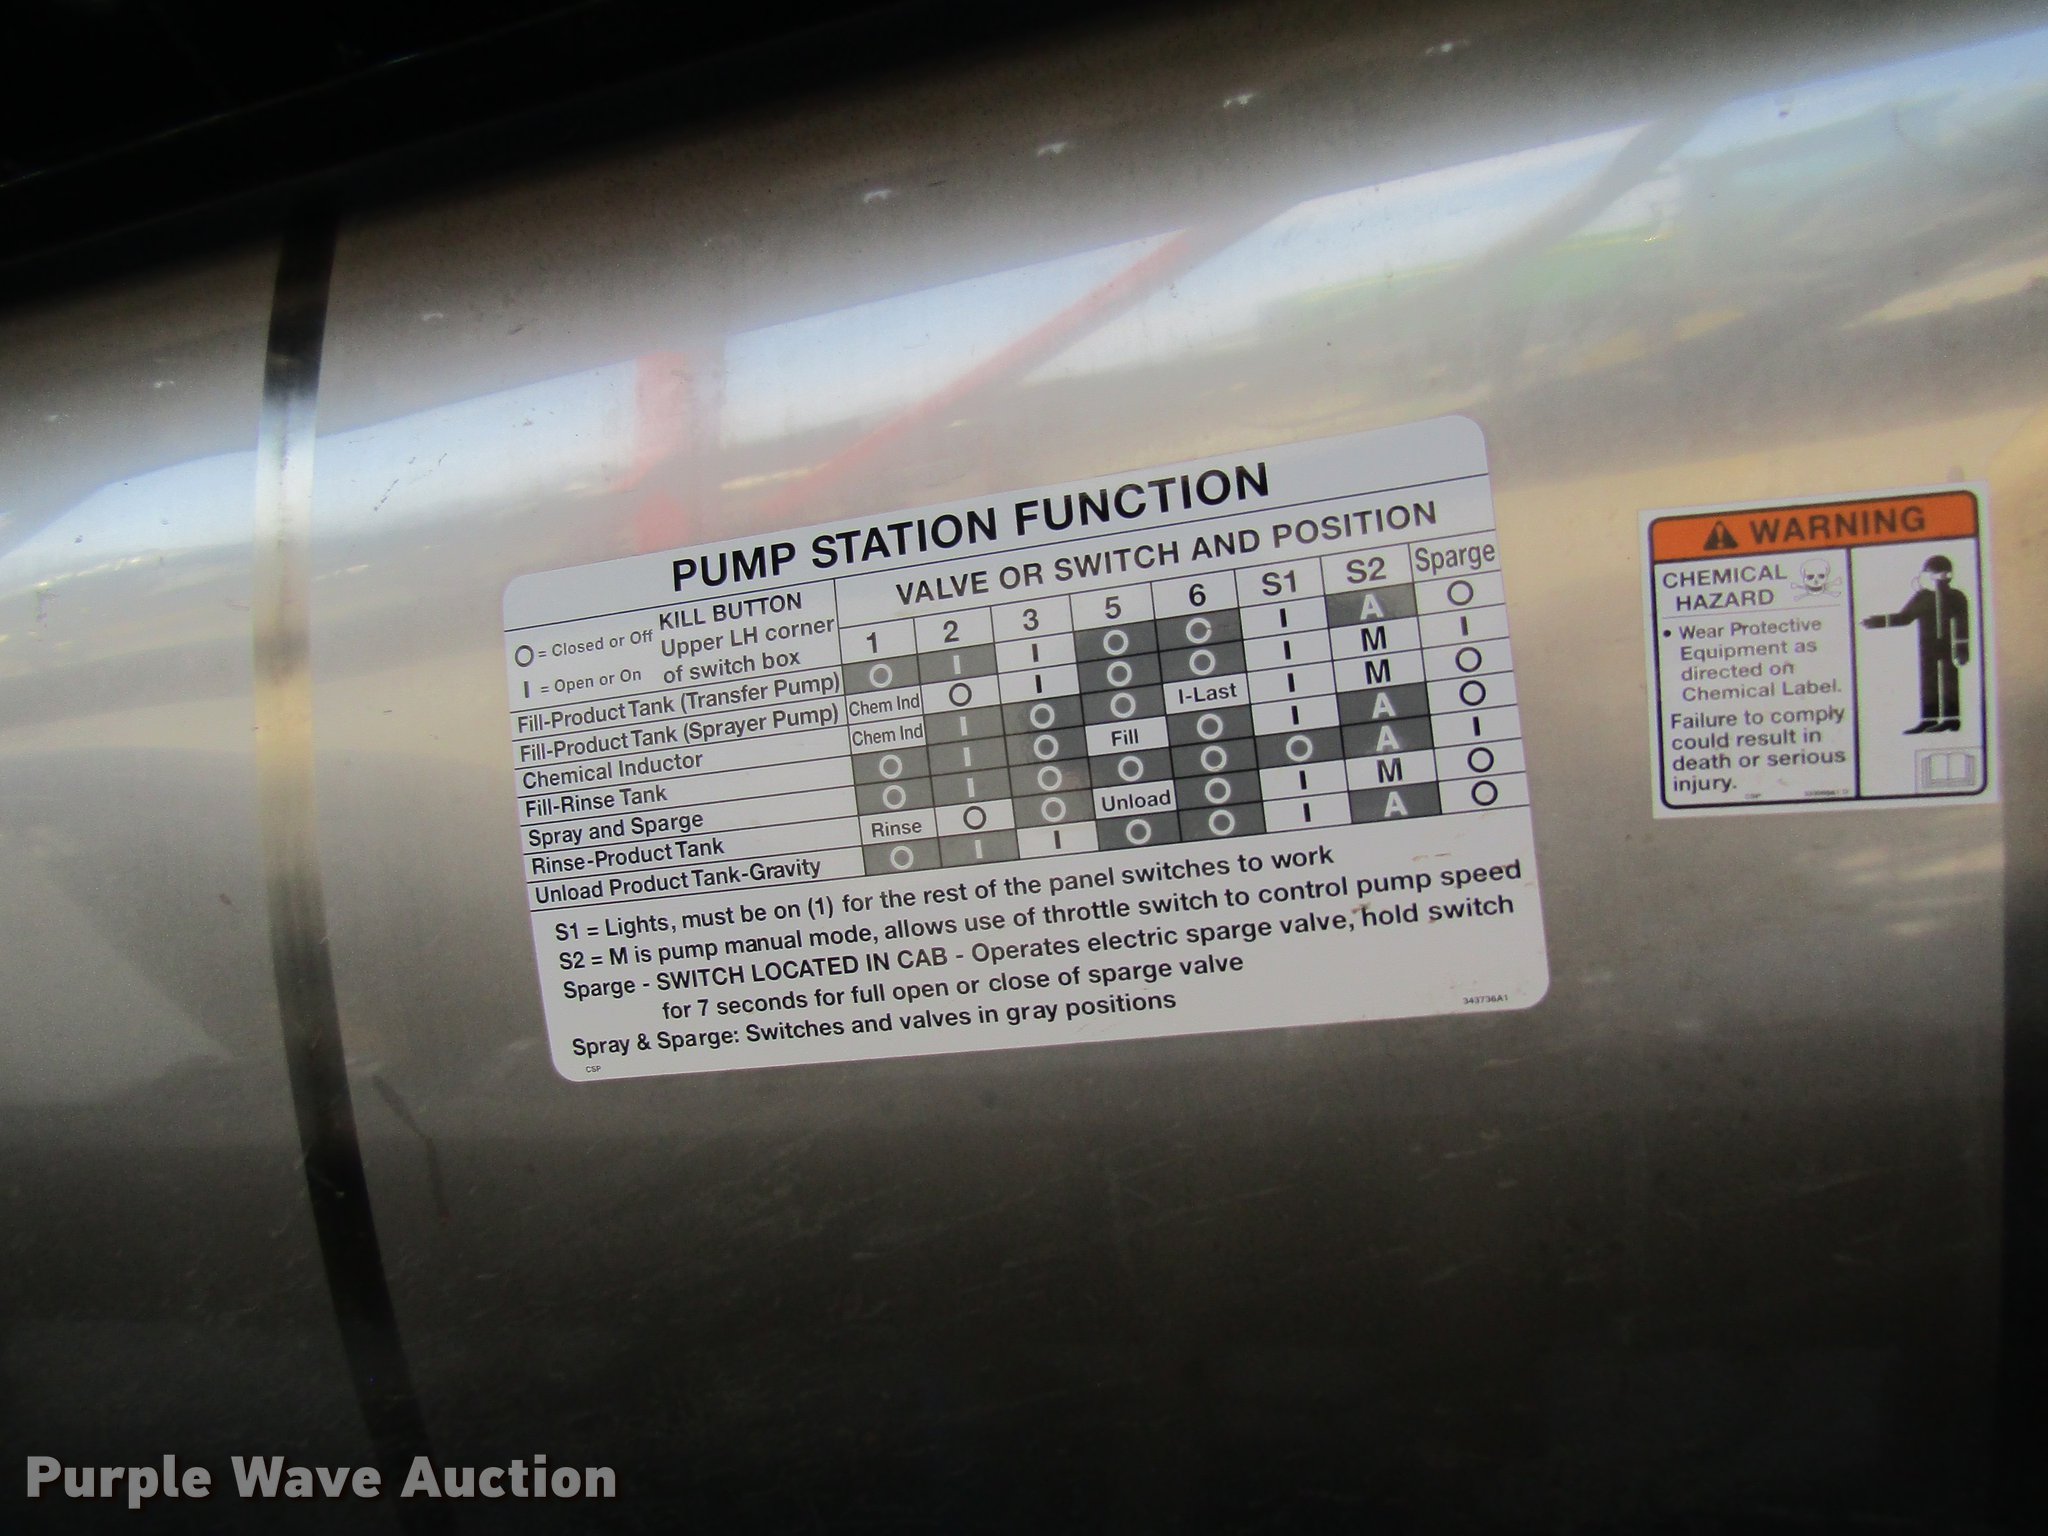 PUMP STATION FUNCTION
KILL BUTTON
O = Closed or Off Upper LH corner
I = Open or On of switch box
VALVE OR SWITCH AND POSITION
1 2 3 5 6 S1 S2 Sparge
Fill-Product Tank (Transfer Pump) O I I O O I A O
Fill-Product Tank (Sprayer Pump) Chem Ind O I O O I M I
Chemical Inductor Chem Ind I O O I-Last I M O
Fill-Rinse Tank O I O Fill O I A O
Spray and Sparge O I O O O O A I
Rinse-Product Tank Rinse O O Unload O I M O
Unload Product Tank-Gravity O I I O O I A O
S1 = Lights, must be on (1) for the rest of the panel switches to work
S2 = M is pump manual mode, allows use of throttle switch to control pump speed
Sparge - SWITCH LOCATED IN CAB - Operates electric sparge valve, hold switch
for 7 seconds for full open or close of sparge valve
Spray & Sparge: Switches and valves in gray positions
CSP
343736A1
WARNING
CHEMICAL
HAZARD
• Wear Protective
Equipment as
directed on
Chemical Label.
Failure to comply
could result in
death or serious
injury.
CSP
Purple Wave Auction